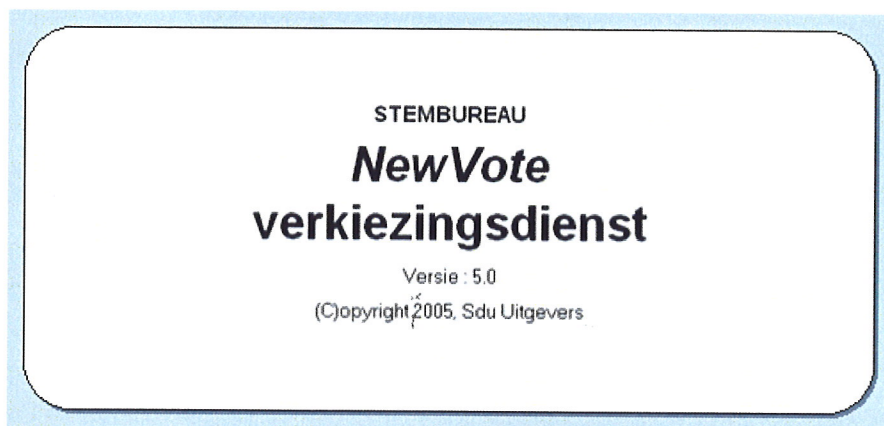 STEMBUREAU
NewVote
verkiezingsdienst
Versie : 5.0
(C)opyright 2005, Sdu Uitgevers